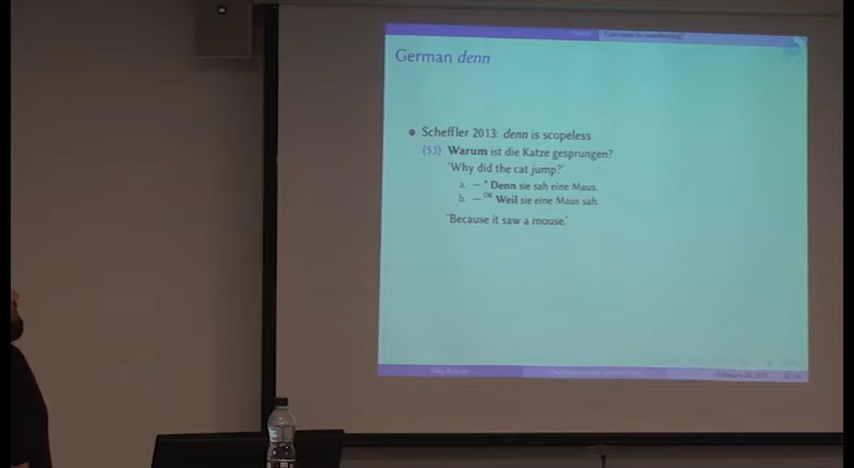 German denn
Scheffler 2013: denn is scopeless
(53) Warum ist die Katze gesprungen?
'Why did the cat jump?'
a. – * Denn sie sah eine Maus.
b. – OK Weil sie eine Maus sah.
'Because it saw a mouse.'